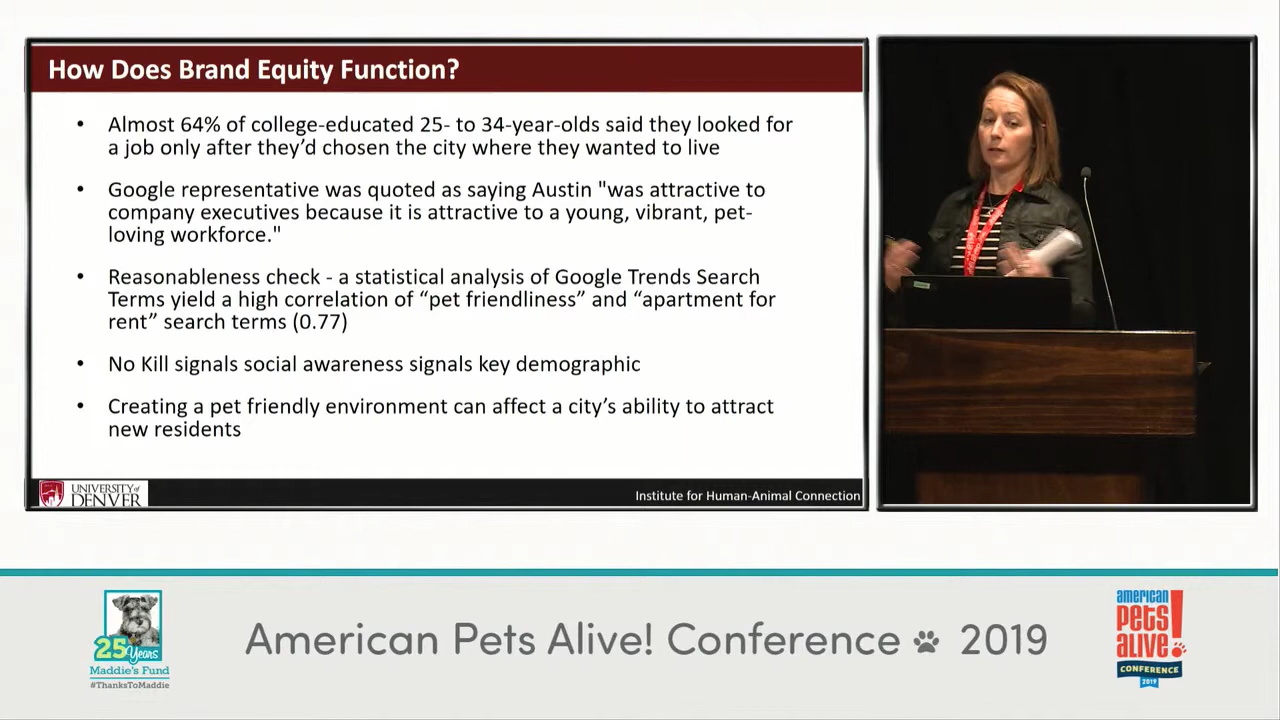 How Does Brand Equity Function?
• Almost 64% of college-educated 25- to 34-year-olds said they looked for
a job only after they’d chosen the city where they wanted to live
• Google representative was quoted as saying Austin "was attractive to
company executives because it is attractive to a young, vibrant, pet-
loving workforce."
• Reasonableness check - a statistical analysis of Google Trends Search
Terms yield a high correlation of “pet friendliness” and “apartment for
rent” search terms (0.77)
• No Kill signals social awareness signals key demographic
• Creating a pet friendly environment can affect a city’s ability to attract
new residents
UNIVERSITY of
DENVER
Institute for Human-Animal Connection
25 Years
Maddie's Fund
#ThanksToMaddie
American Pets Alive! Conference 2019
american
pets
alive!
CONFERENCE
2019